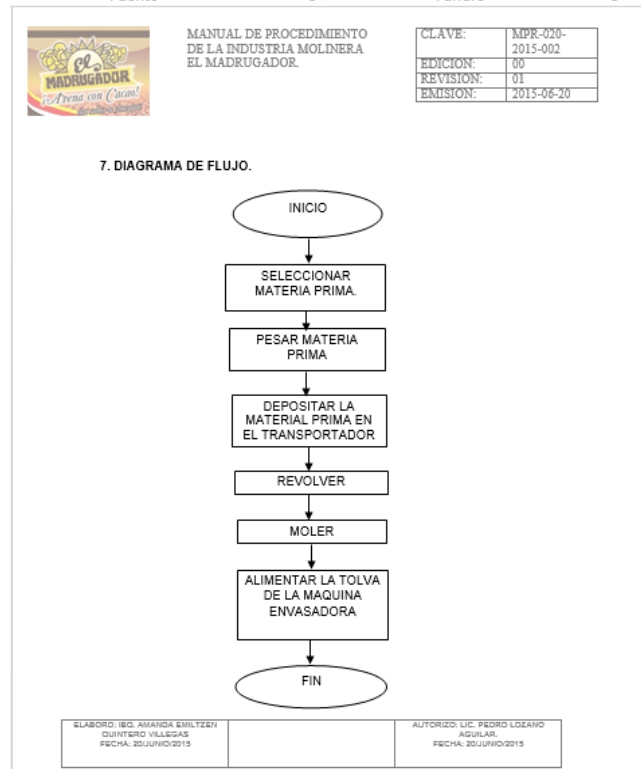 MANUAL DE PROCEDIMIENTO
DE LA INDUSTRIA MOLINERA
EL MADRUGADOR.
CLAVE: MPR-020-
2015-002
EDICION: 00
REVISION: 01
EMISION: 2015-06-20
El
MADRUGADOR
¡Avena con Cacao!
7. DIAGRAMA DE FLUJO.
INICIO
SELECCIONAR
MATERIA PRIMA.
PESAR MATERIA
PRIMA
DEPOSITAR LA
MATERIAL PRIMA EN
EL TRANSPORTADOR
REVOLVER
MOLER
ALIMENTAR LA TOLVA
DE LA MAQUINA
ENVASADORA
FIN
ELABORO: IBQ. AMANDA EMILTZEN
QUINTERO VILLEGAS
FECHA: 20/JUNIO/2015
AUTORIZO: LIC. PEDRO LOZANO
AGUILAR.
FECHA: 20/JUNIO/2015